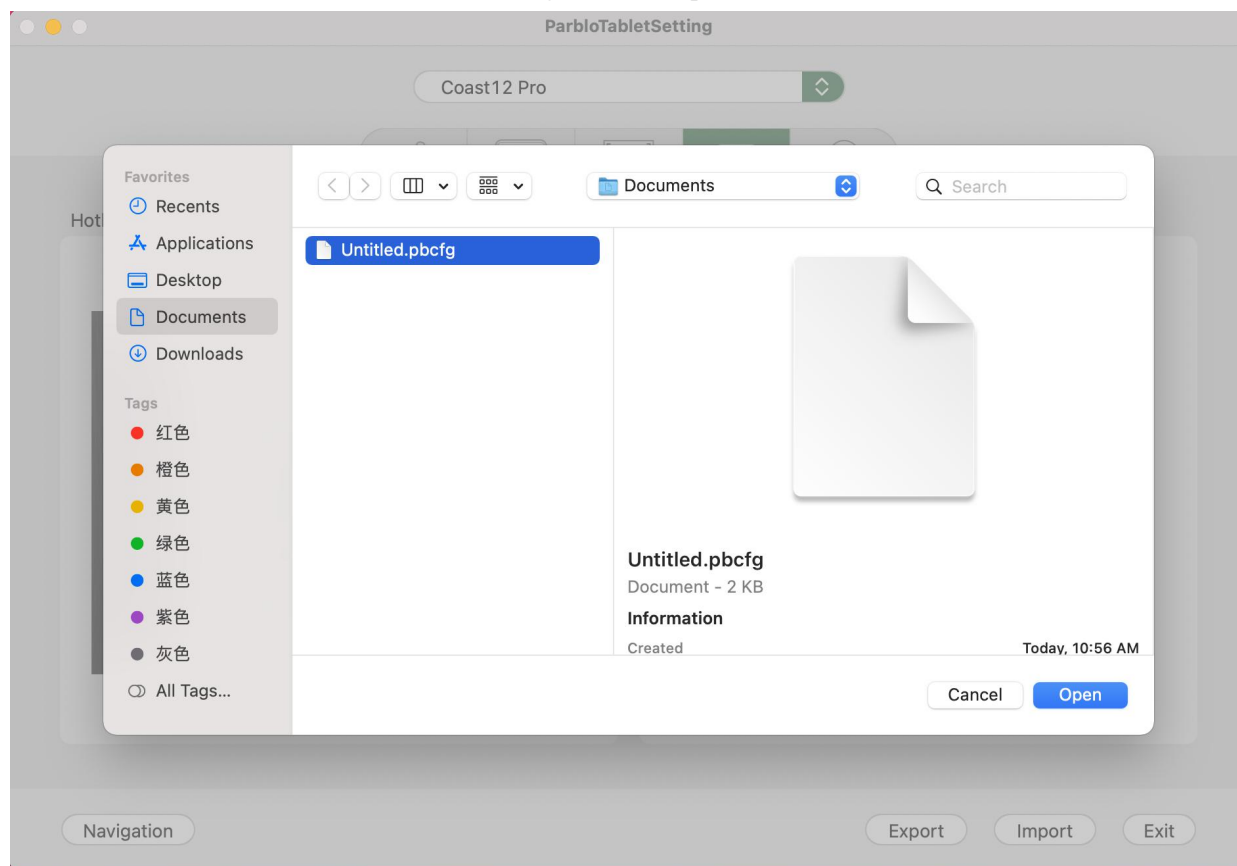 ParbloTabletSetting
Coast12 Pro
Favorites
Recents
Applications
Desktop
Documents
Downloads
Tags
红色
橙色
黄色
绿色
蓝色
紫色
灰色
All Tags...
Documents
Search
Untitled.pbcfg
Untitled.pbcfg
Document - 2 KB
Information
Created Today, 10:56 AM
Cancel
Open
Navigation
Export
Import
Exit